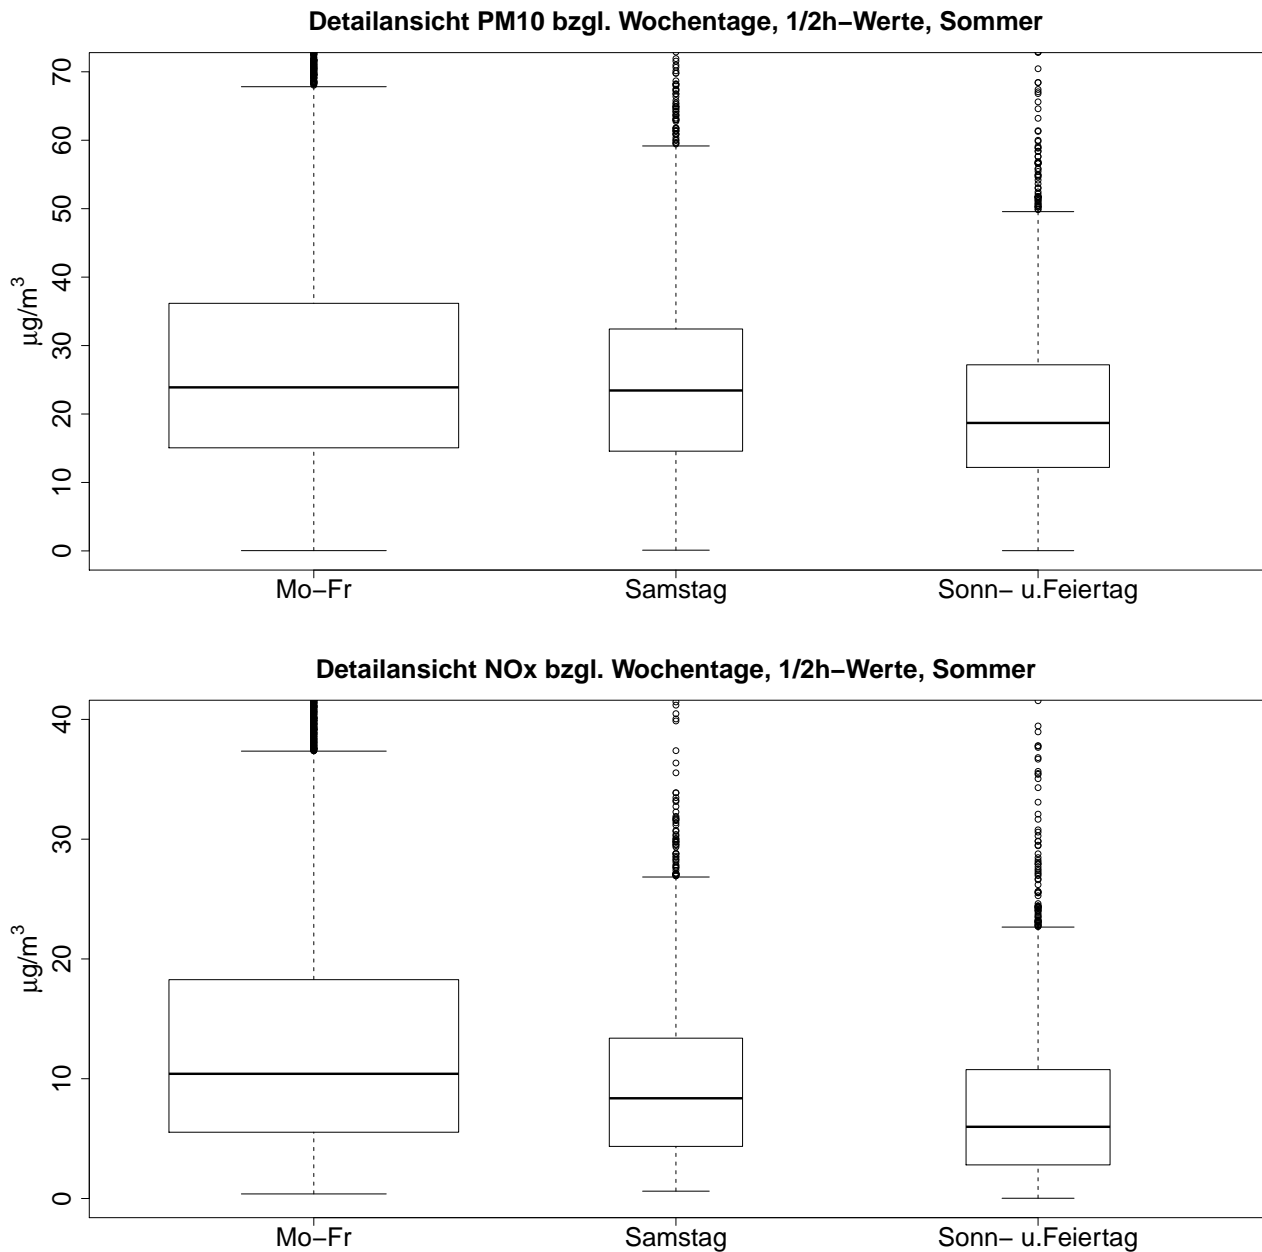 Detailansicht PM10 bzgl. Wochentage, 1/2h−Werte, Sommer
70
60
50
40
30
20
10
0
µg/m³
Mo−Fr Samstag Sonn− u.Feiertag
Detailansicht NOx bzgl. Wochentage, 1/2h−Werte, Sommer
40
30
20
10
0
µg/m³
Mo−Fr Samstag Sonn− u.Feiertag